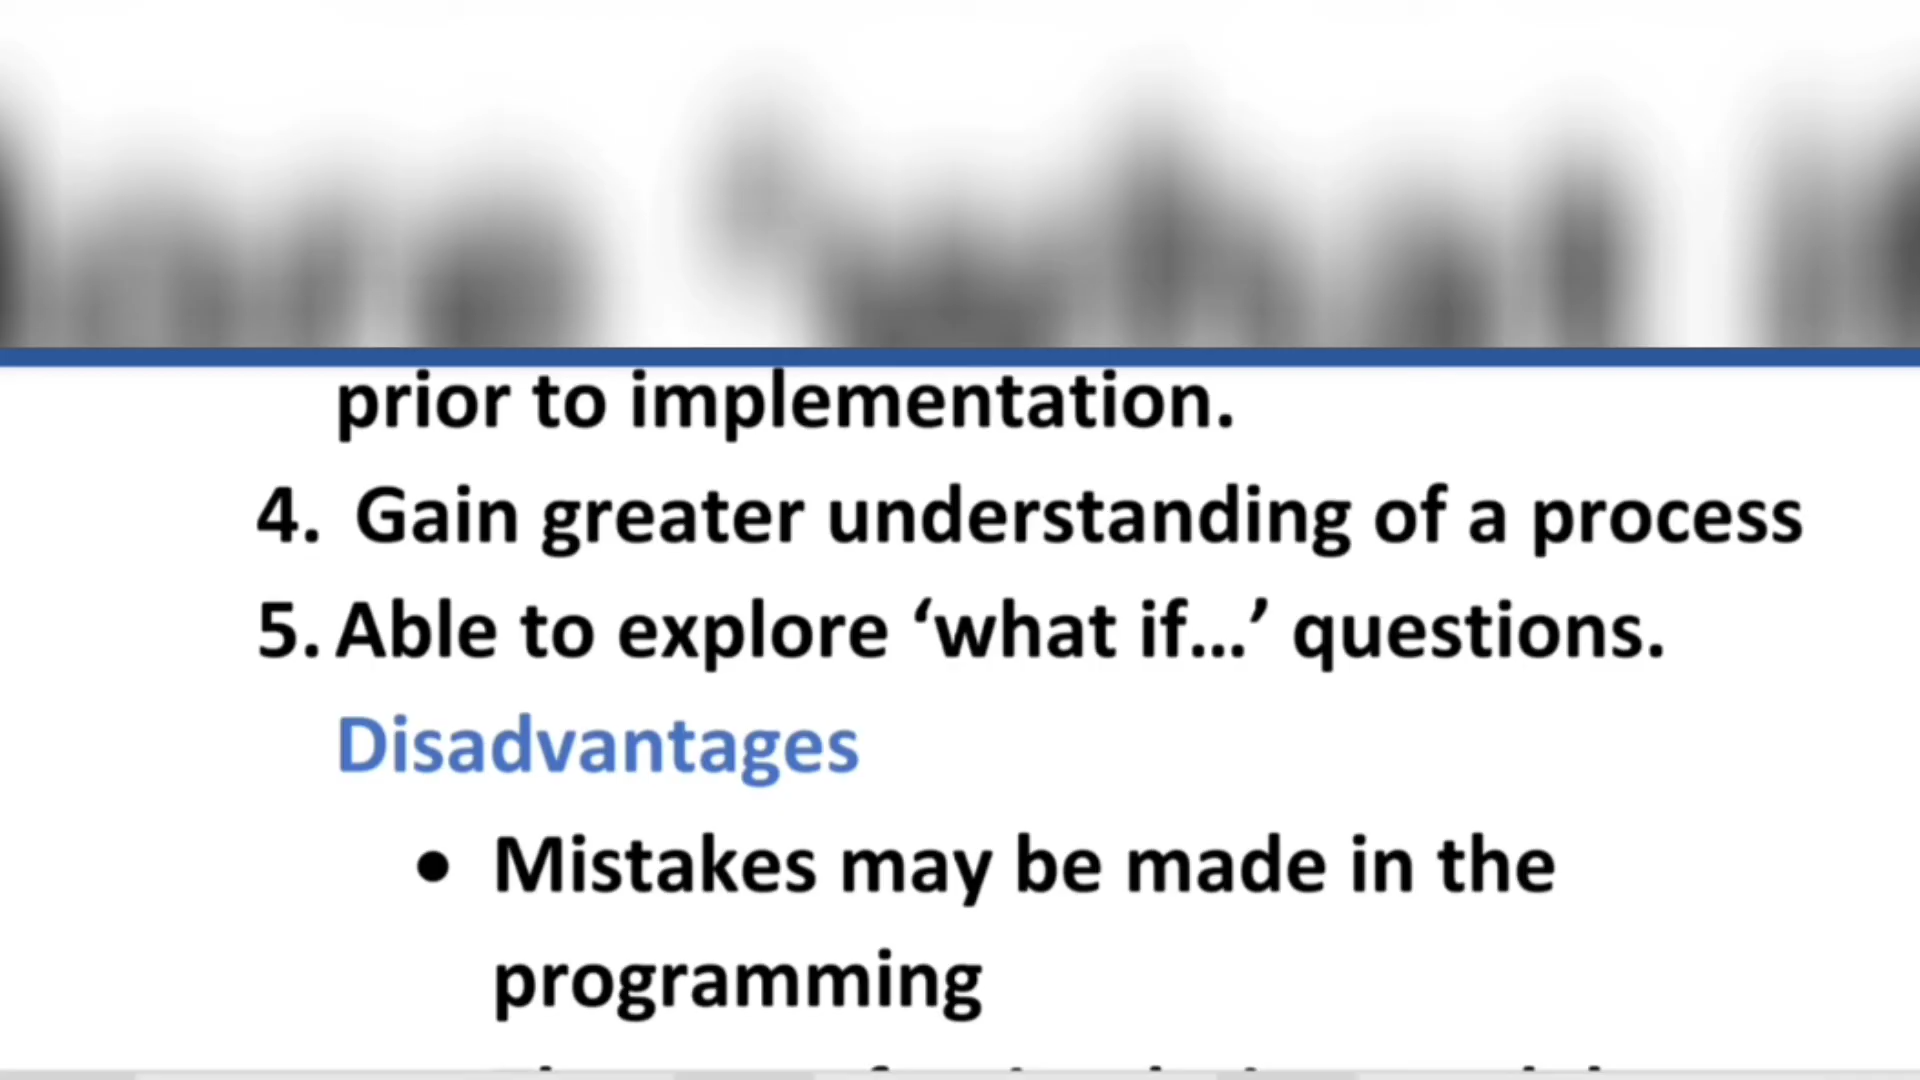 prior to implementation.
4. Gain greater understanding of a process
5. Able to explore ‘what if...’ questions.
Disadvantages
• Mistakes may be made in the
programming